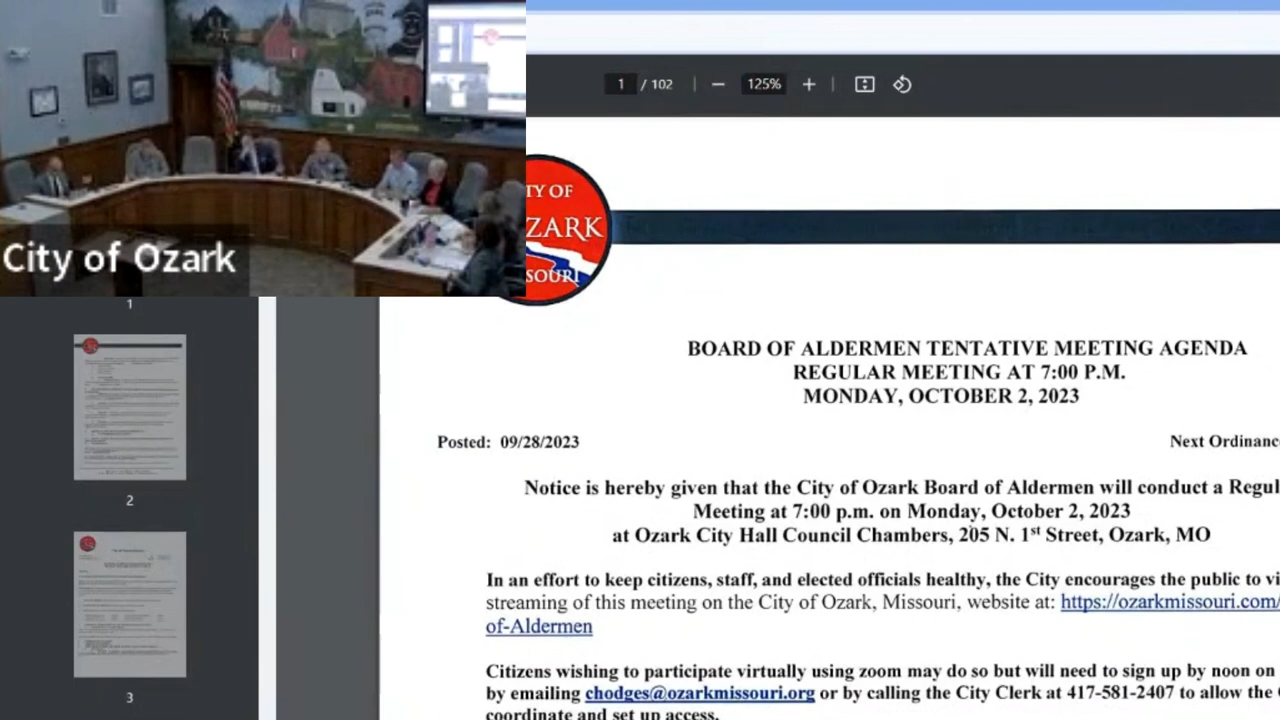 City of Ozark
1 / 102
125%
TY OF
ZARK
SOURI
1
2
3
BOARD OF ALDERMEN TENTATIVE MEETING AGENDA
REGULAR MEETING AT 7:00 P.M.
MONDAY, OCTOBER 2, 2023
Posted: 09/28/2023
Next Ordinanc
Notice is hereby given that the City of Ozark Board of Aldermen will conduct a Regul
Meeting at 7:00 p.m. on Monday, October 2, 2023
at Ozark City Hall Council Chambers, 205 N. 1st Street, Ozark, MO
In an effort to keep citizens, staff, and elected officials healthy, the City encourages the public to vi
streaming of this meeting on the City of Ozark, Missouri, website at: https://ozarkmissouri.com/
of-Aldermen
Citizens wishing to participate virtually using zoom may do so but will need to sign up by noon on
by emailing chodges@ozarkmissouri.org or by calling the City Clerk at 417-581-2407 to allow the C
coordinate and set up access.